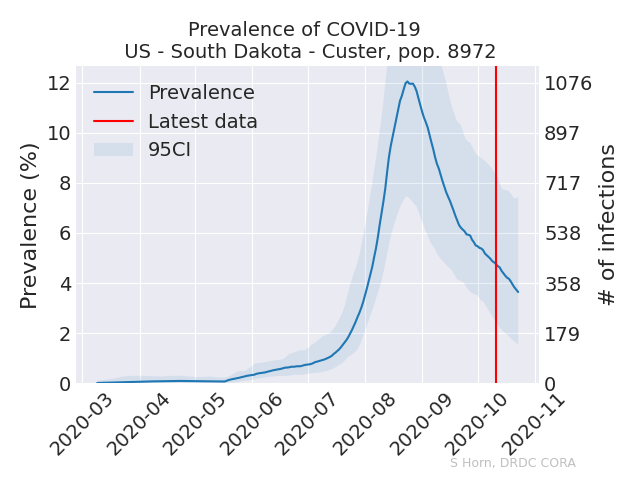 Prevalence of COVID-19
US - South Dakota - Custer, pop. 8972
Prevalence
Latest data
95CI
Prevalence (%)
12
10
8
6
4
2
0
# of infections
1076
897
717
538
358
179
0
2020-03
2020-04
2020-05
2020-06
2020-07
2020-08
2020-09
2020-10
2020-11
S Horn, DRDC CORA